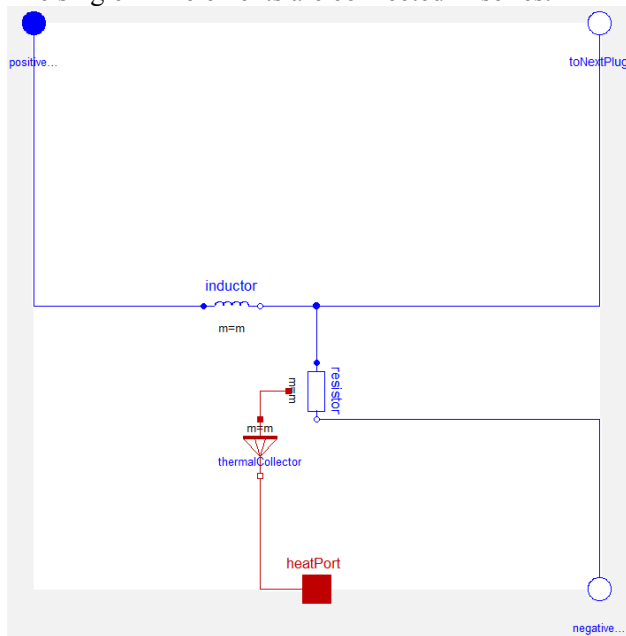 positive...
toNextPlug
inductor
m=m
resistor
m=m
m=m
thermalCollector
heatPort
negative...